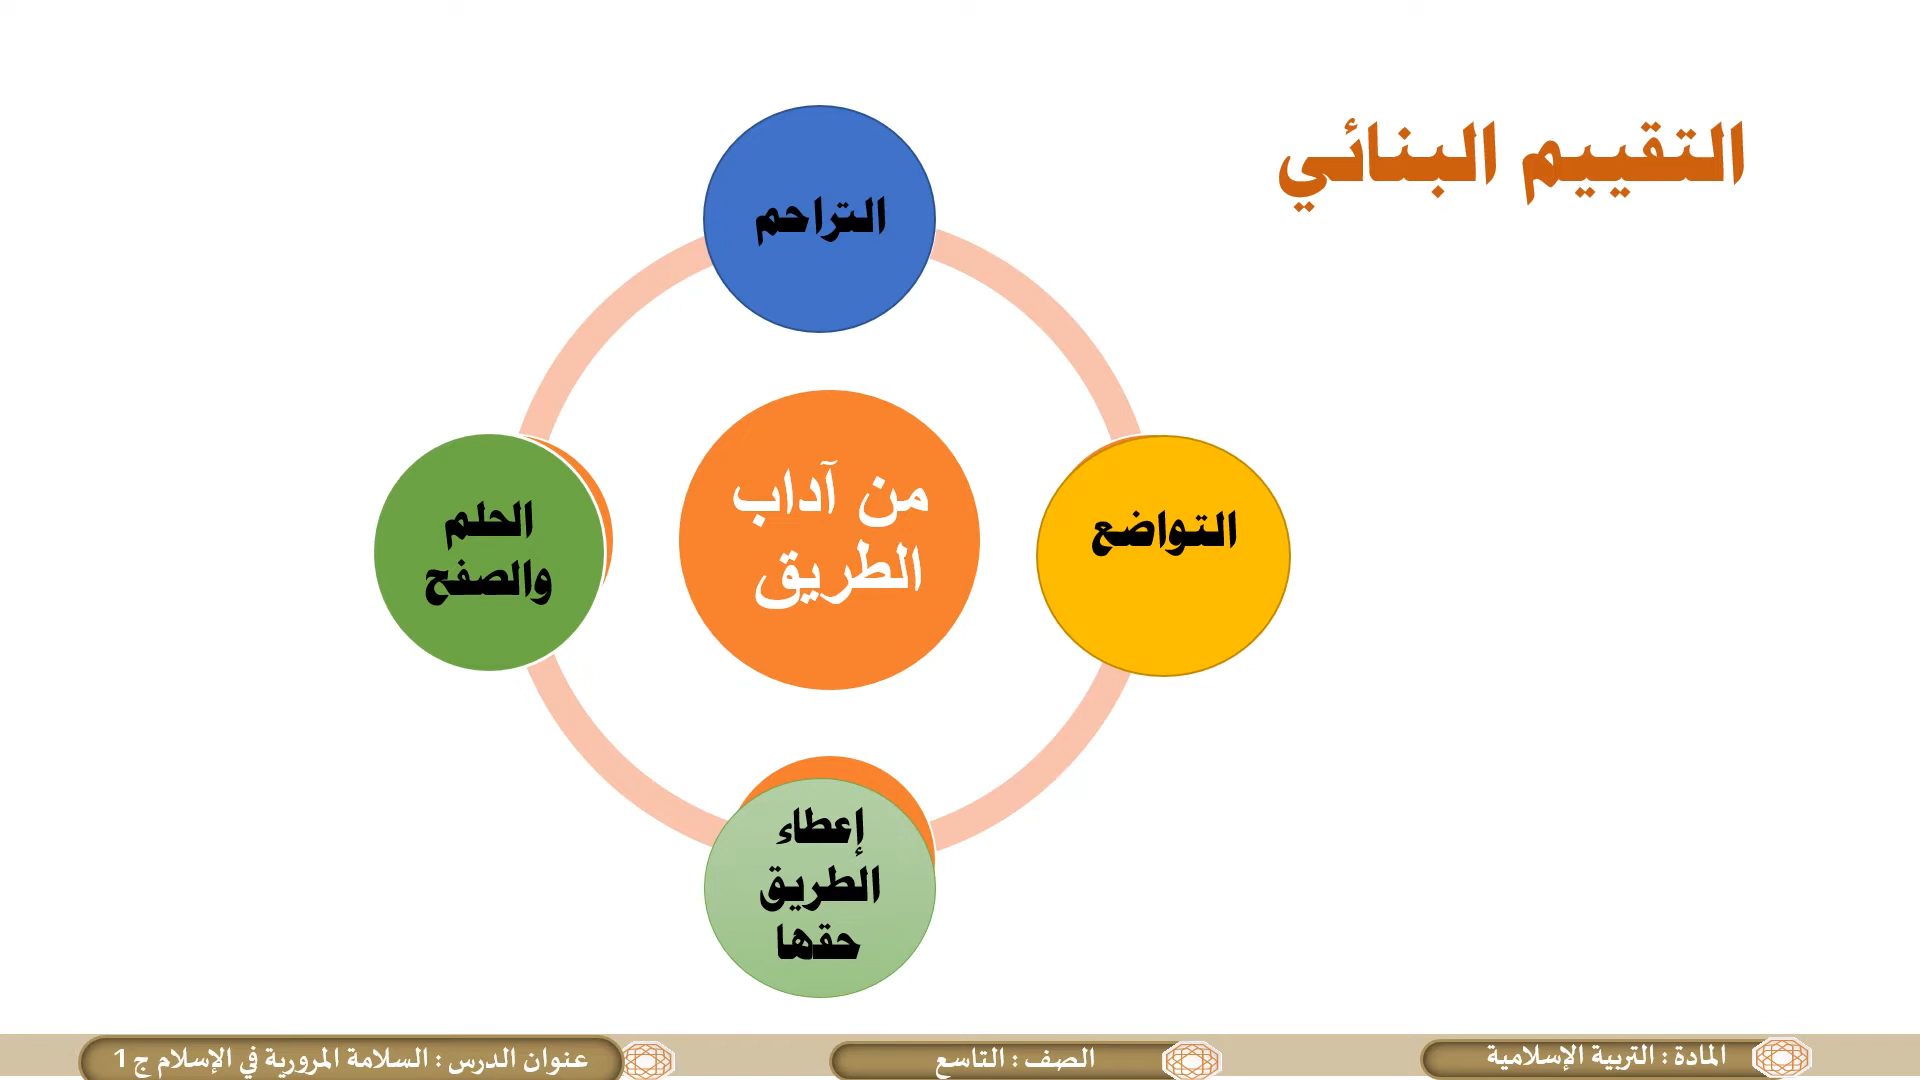 التقييم البنائي
التراحم
من آداب
الطريق
التواضع
الحلم
والصفح
إعطاء
الطريق
حقها
المادة : التربية الإسلامية
الصف : التاسع
عنوان الدرس : السلامة المرورية في الإسلام ج 1